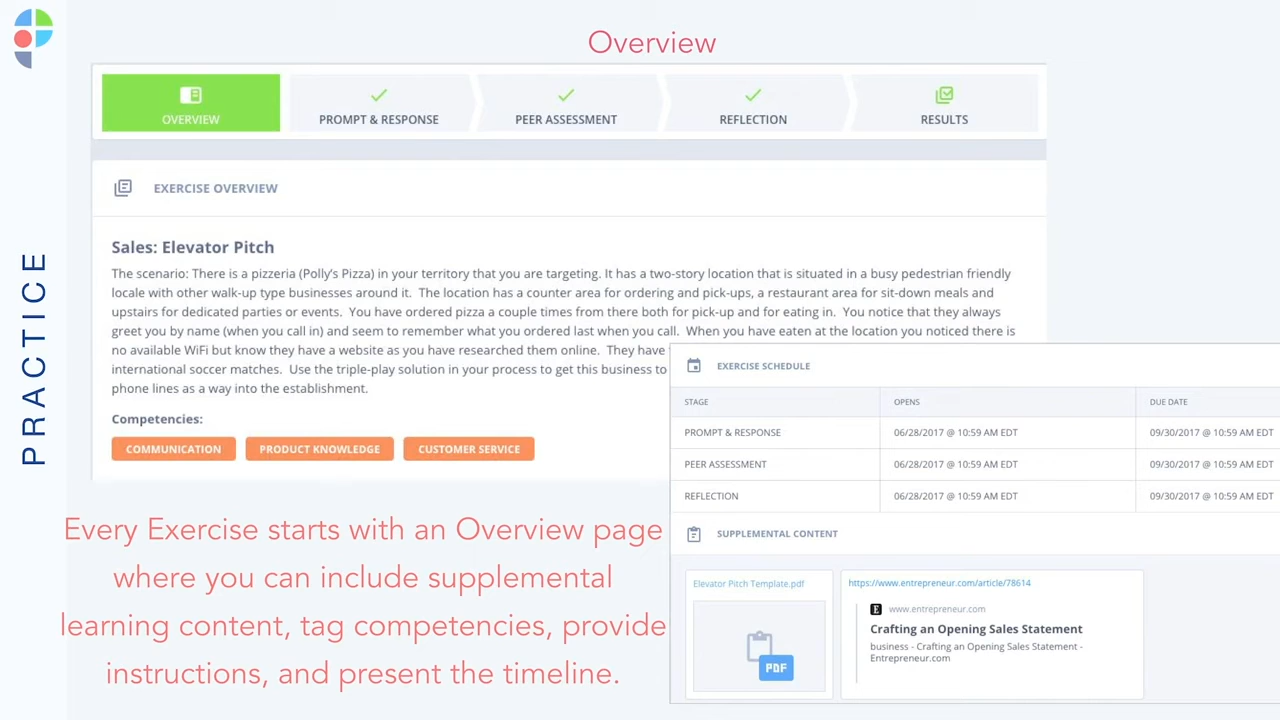 Overview
OVERVIEW
PROMPT & RESPONSE
PEER ASSESSMENT
REFLECTION
RESULTS
EXERCISE OVERVIEW
Sales: Elevator Pitch
The scenario: There is a pizzeria (Polly's Pizza) in your territory that you are targeting. It has a two-story location that is situated in a busy pedestrian friendly
locale with other walk-up type businesses around it. The location has a counter area for ordering and pick-ups, a restaurant area for sit-down meals and
upstairs for dedicated parties or events. You have ordered pizza a couple times from there both for pick-up and for eating in. You notice that they always
greet you by name (when you call in) and seem to remember what you ordered last when you call. When you have eaten at the location you noticed there is
no available WiFi but know they have a website as you have researched them online. They have
international soccer matches. Use the triple-play solution in your process to get this business to
phone lines as a way into the establishment.
Competencies:
COMMUNICATION
PRODUCT KNOWLEDGE
CUSTOMER SERVICE
PRACTICE
Every Exercise starts with an Overview page
where you can include supplemental
learning content, tag competencies, provide
instructions, and present the timeline.
EXERCISE SCHEDULE
STAGE OPENS DUE DATE
PROMPT & RESPONSE 06/28/2017 @ 10:59 AM EDT 09/30/2017 @ 10:59 AM EDT
PEER ASSESSMENT 06/28/2017 @ 10:59 AM EDT 09/30/2017 @ 10:59 AM EDT
REFLECTION 06/28/2017 @ 10:59 AM EDT 09/30/2017 @ 10:59 AM EDT
SUPPLEMENTAL CONTENT
Elevator Pitch Template.pdf
PDF
https://www.entrepreneur.com/article/78614
E www.entrepreneur.com
Crafting an Opening Sales Statement
business - Crafting an Opening Sales Statement -
Entrepreneur.com